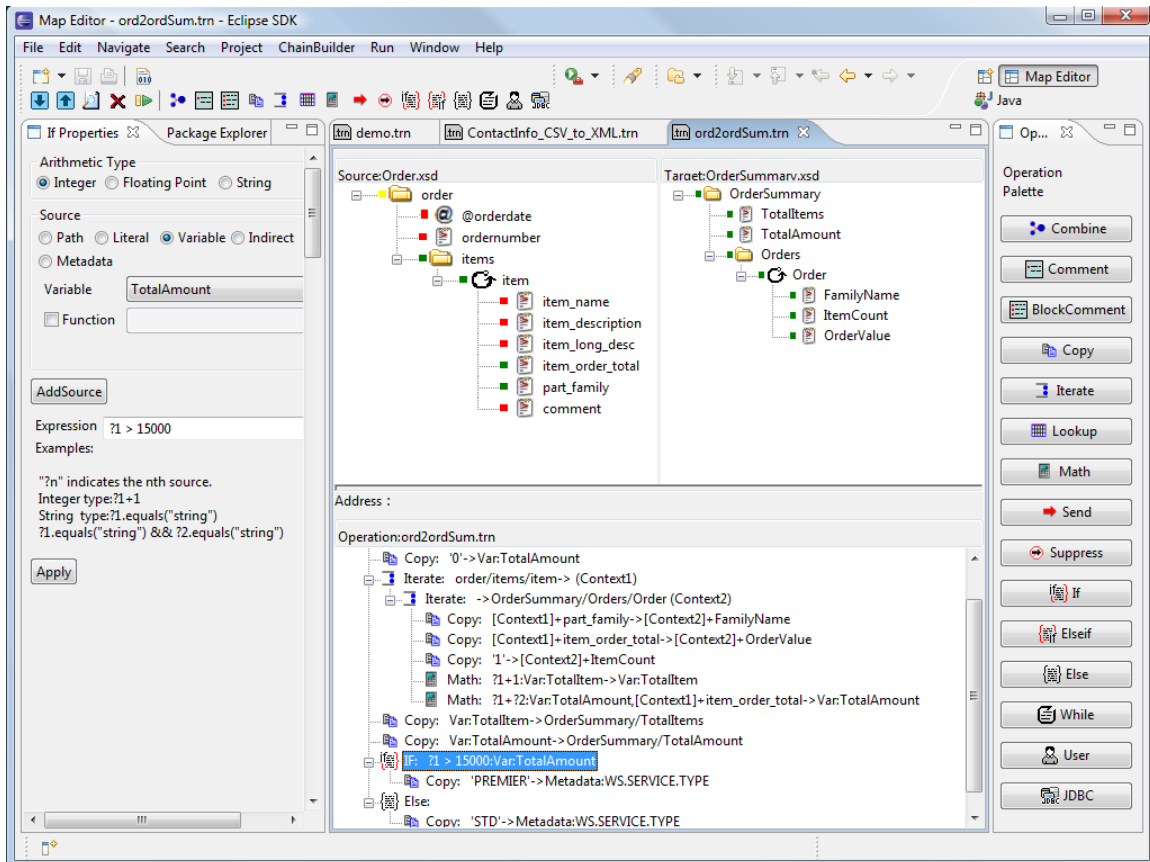 Map Editor - ord2ordSum.trn - Eclipse SDK
File Edit Navigate Search Project ChainBuilder Run Window Help
010
Map Editor
Java
If Properties Package Explorer
Arithmetic Type
Integer Floating Point String
Source
Path Literal Variable Indirect
Metadata
Variable TotalAmount
Function
AddSource
Expression ?1 > 15000
Examples:
"?n" indicates the nth source.
Integer type:?1+1
String type:?1.equals("string")
?1.equals("string") && ?2.equals("string")
Apply
trn demo.trn trn ContactInfo_CSV_to_XML.trn trn ord2ordSum.trn
Source:Order.xsd
order
@orderdate
ordernumber
items
item
item_name
item_description
item_long_desc
item_order_total
part_family
comment
Target:OrderSummary.xsd
OrderSummary
TotalItems
TotalAmount
Orders
Order
FamilyName
ItemCount
OrderValue
Address :
Operation:ord2ordSum.trn
Copy: '0'->Var:TotalAmount
Iterate: order/items/item-> (Context1)
Iterate: ->OrderSummary/Orders/Order (Context2)
Copy: [Context1]+part_family->[Context2]+FamilyName
Copy: [Context1]+item_order_total->[Context2]+OrderValue
Copy: '1'->[Context2]+ItemCount
Math: ?1+1:Var:TotalItem->Var:TotalItem
Math: ?1+?2:Var:TotalAmount,[Context1]+item_order_total->Var:TotalAmount
Copy: Var:TotalItem->OrderSummary/TotalItems
Copy: Var:TotalAmount->OrderSummary/TotalAmount
IF: ?1 > 15000:Var:TotalAmount
Copy: 'PREMIER'->Metadata:WS.SERVICE.TYPE
Else:
Copy: 'STD'->Metadata:WS.SERVICE.TYPE
Op...
Operation
Palette
Combine
Comment
BlockComment
Copy
Iterate
Lookup
Math
Send
Suppress
If
Elseif
Else
While
User
JDBC